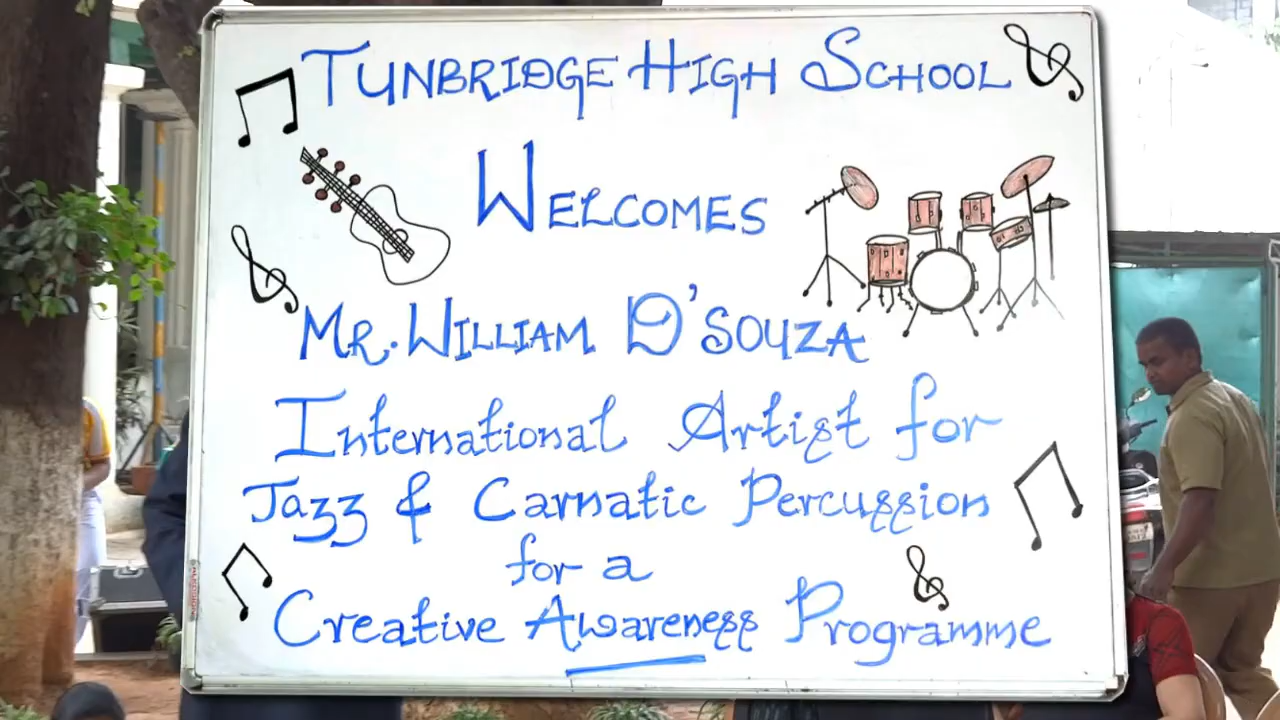 TUNBRIDGE HIGH SCHOOL
WELCOMES
MR. WILLIAM D'SOUZA
International Artist for
Jazz & Carnatic Percussion
for a
Creative Awareness Programme